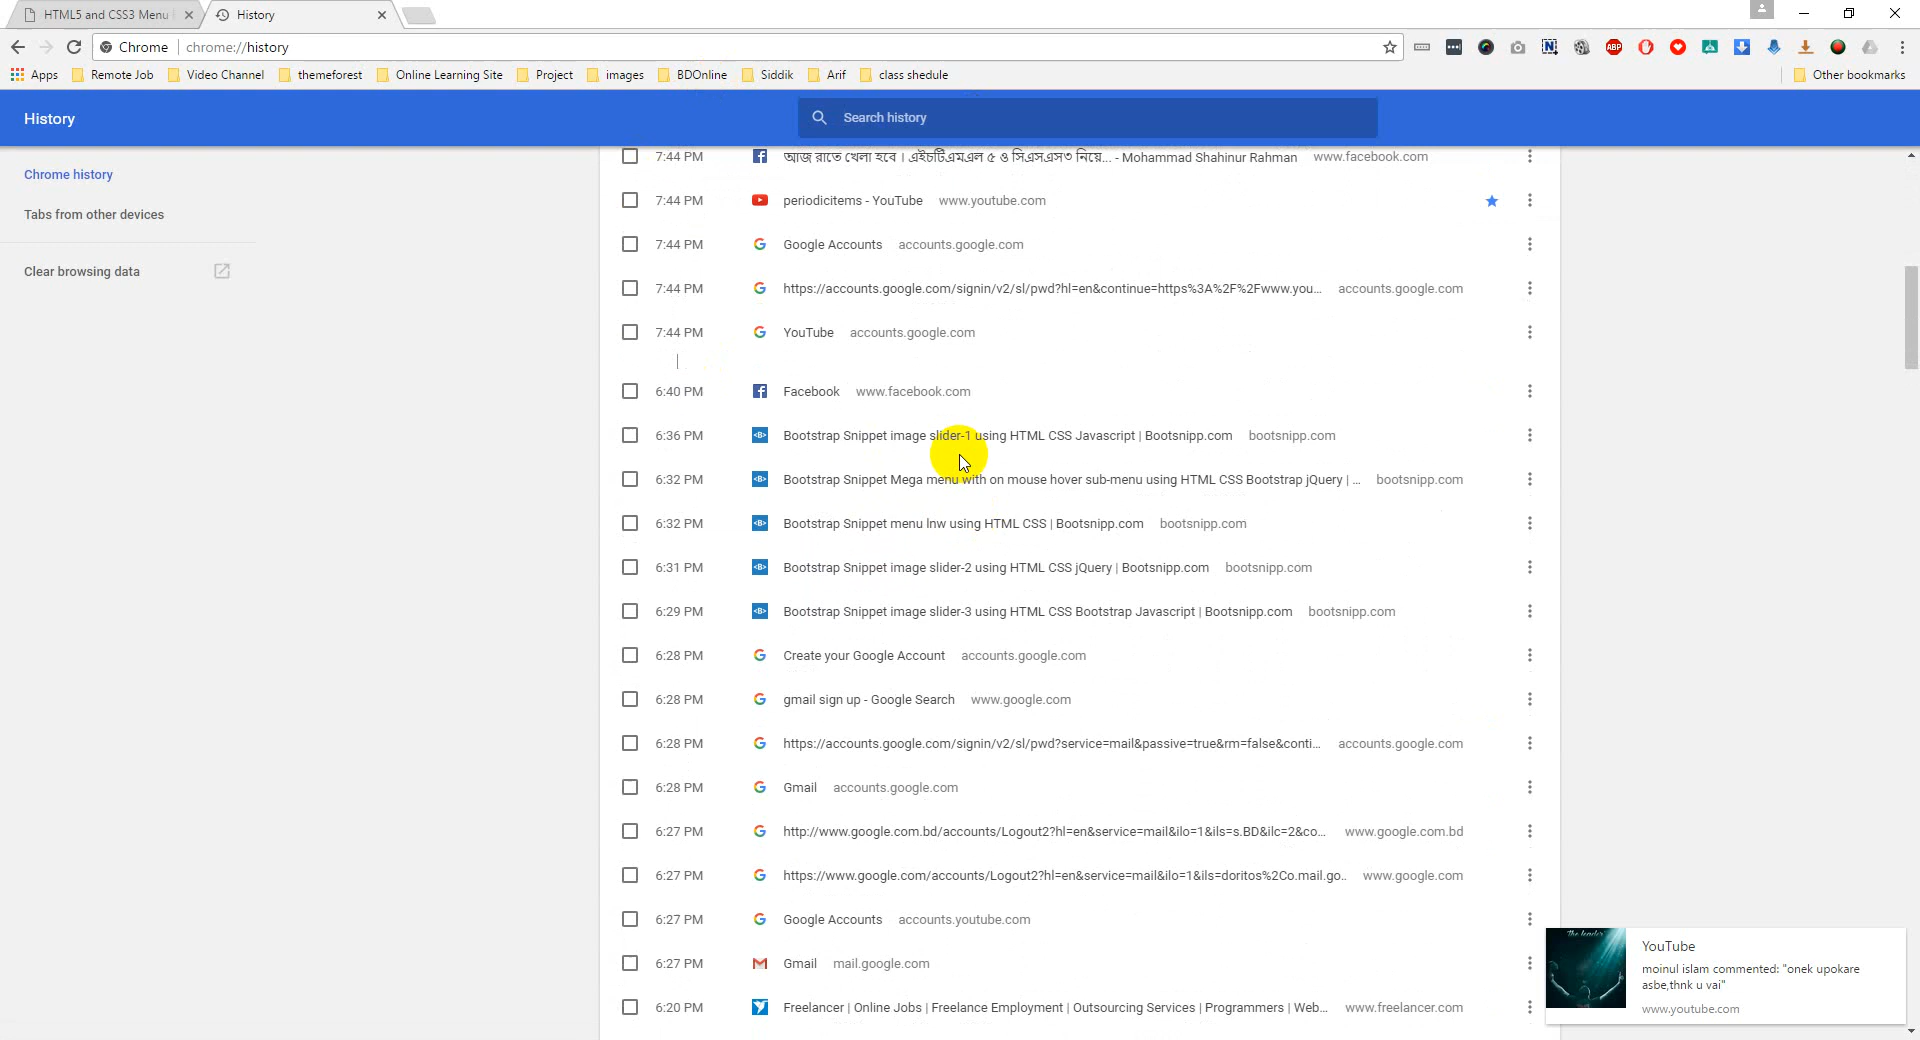 HTML5 and CSS3 Menu
History
Chrome
chrome://history
ABP
Apps
Remote Job
Video Channel
themeforest
Online Learning Site
Project
images
BDOnline
Siddik
Arif
class shedule
Other bookmarks
History
Search history
Chrome history
Tabs from other devices
Clear browsing data
7:44 PM আজ রাতে খেলা হবে । এইচটিএমএল ৫ ও সিএসএস৩ নিয়ে... - Mohammad Shahinur Rahman www.facebook.com
7:44 PM periodicitems - YouTube www.youtube.com
7:44 PM Google Accounts accounts.google.com
7:44 PM https://accounts.google.com/signin/v2/sl/pwd?hl=en&continue=https%3A%2F%2Fwww.you... accounts.google.com
7:44 PM YouTube accounts.google.com
6:40 PM Facebook www.facebook.com
6:36 PM Bootstrap Snippet image slider-1 using HTML CSS Javascript | Bootsnipp.com bootsnipp.com
6:32 PM Bootstrap Snippet Mega menu with on mouse hover sub-menu using HTML CSS Bootstrap jQuery | ... bootsnipp.com
6:32 PM Bootstrap Snippet menu lnw using HTML CSS | Bootsnipp.com bootsnipp.com
6:31 PM Bootstrap Snippet image slider-2 using HTML CSS jQuery | Bootsnipp.com bootsnipp.com
6:29 PM Bootstrap Snippet image slider-3 using HTML CSS Bootstrap Javascript | Bootsnipp.com bootsnipp.com
6:28 PM Create your Google Account accounts.google.com
6:28 PM gmail sign up - Google Search www.google.com
6:28 PM https://accounts.google.com/signin/v2/sl/pwd?service=mail&passive=true&rm=false&conti... accounts.google.com
6:28 PM Gmail accounts.google.com
6:27 PM http://www.google.com.bd/accounts/Logout2?hl=en&service=mail&ilo=1&ils=s.BD&ilc=2&co... www.google.com.bd
6:27 PM https://www.google.com/accounts/Logout2?hl=en&service=mail&ilo=1&ils=doritos%2Co.mail.go.. www.google.com
6:27 PM Google Accounts accounts.youtube.com
6:27 PM Gmail mail.google.com
6:20 PM Freelancer | Online Jobs | Freelance Employment | Outsourcing Services | Programmers | Web... www.freelancer.com
The leader
YouTube
moinul islam commented: "onek upokare
asbe,thnk u vai"
www.youtube.com